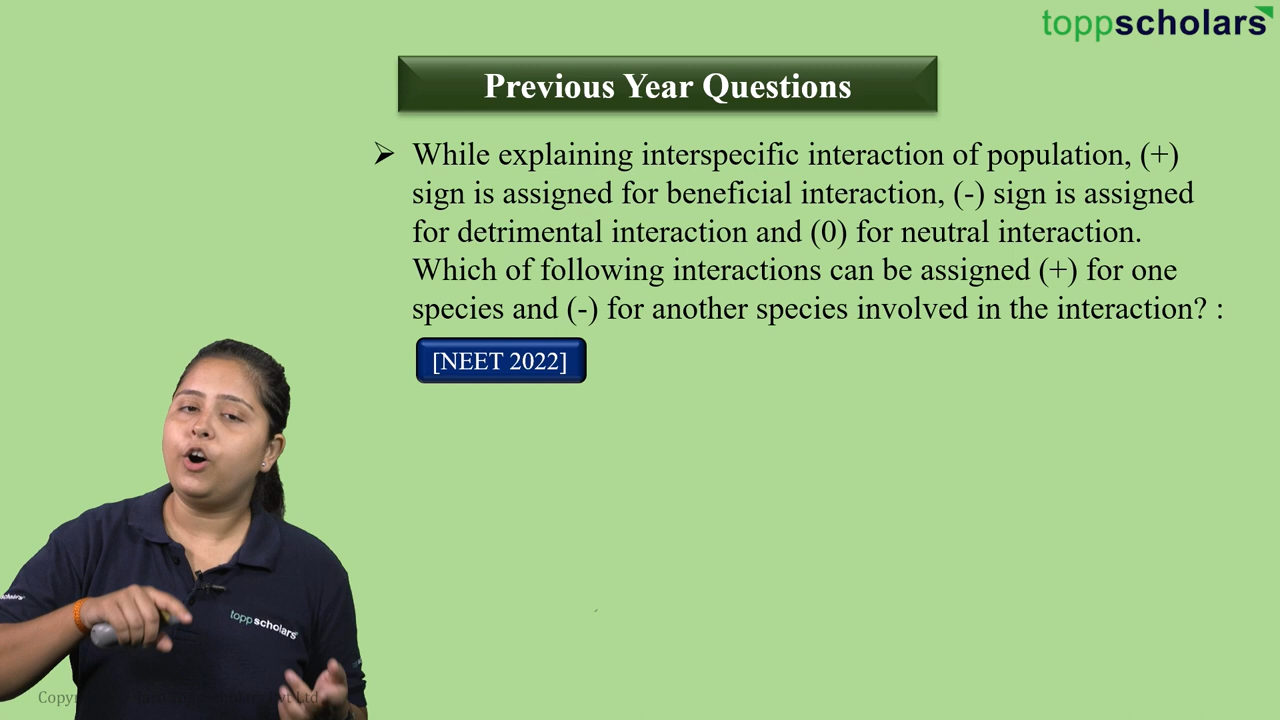 toppscholars
Previous Year Questions
➢ While explaining interspecific interaction of population, (+)
sign is assigned for beneficial interaction, (-) sign is assigned
for detrimental interaction and (0) for neutral interaction.
Which of following interactions can be assigned (+) for one
species and (-) for another species involved in the interaction? :
[NEET 2022]
toppscholars